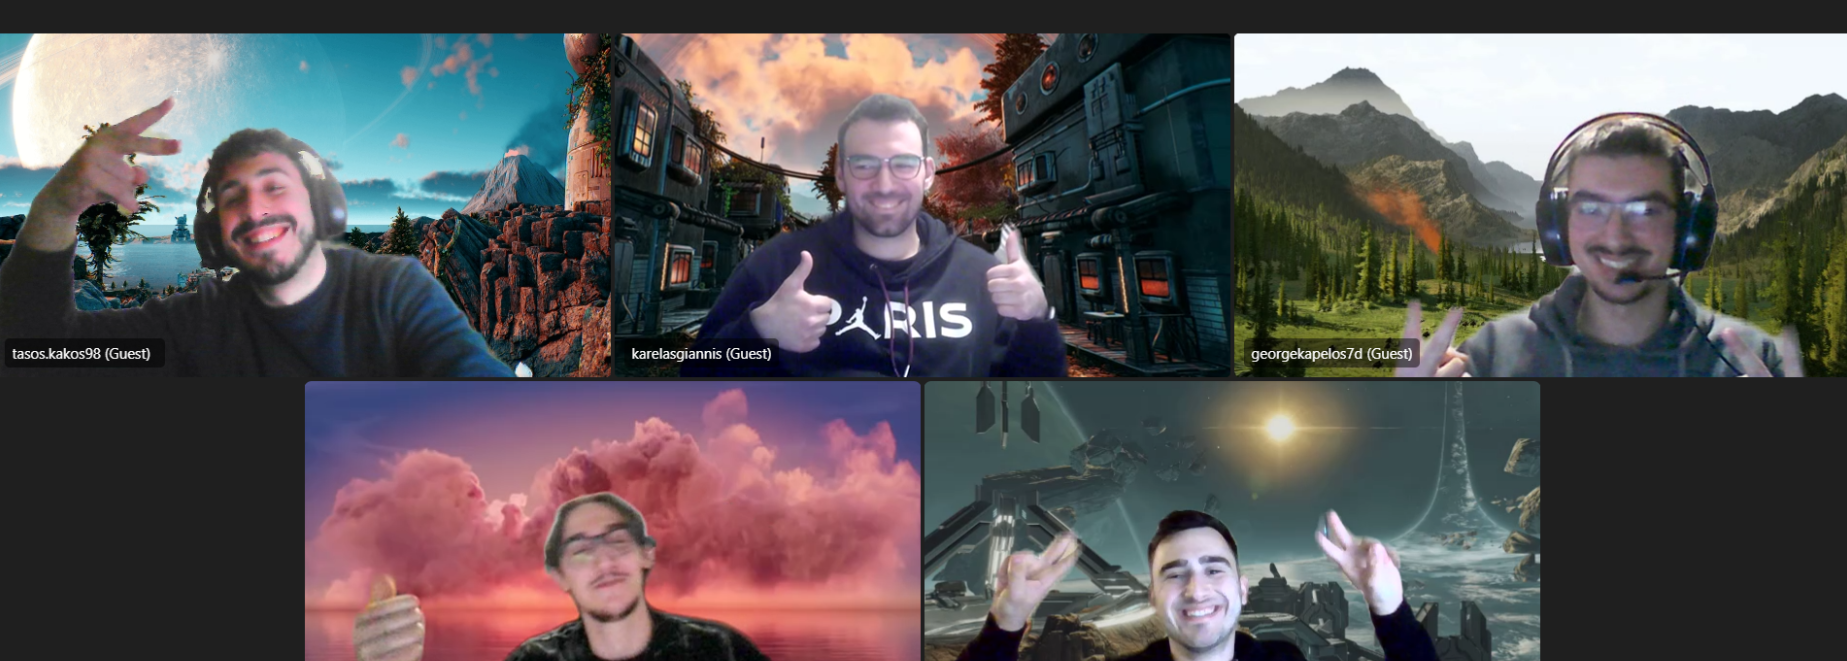 tasos.kakos98 (Guest)
karelasgiannis (Guest)
georgekapelos7d (Guest)
PARIS